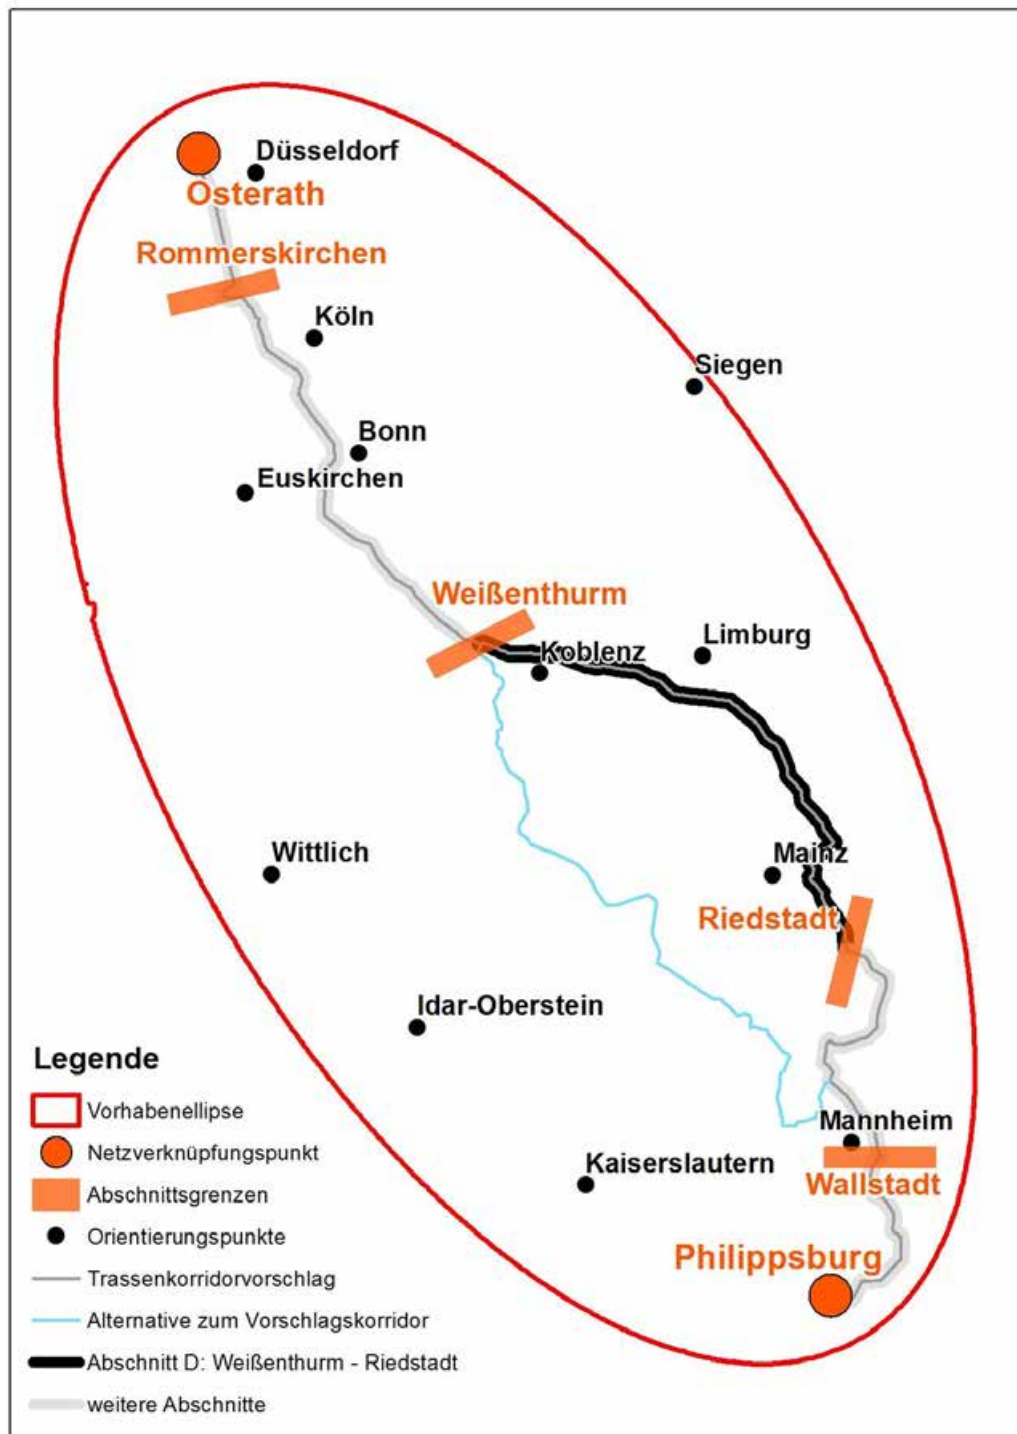 Düsseldorf
Osterath
Rommerskirchen
Köln
Siegen
Bonn
Euskirchen
Weißenthurm
Limburg
Koblenz
Wittlich
Mainz
Riedstadt
Idar-Oberstein
Mannheim
Kaiserslautern
Wallstadt
Philippsburg
Legende
Vorhabenellipse
Netzverknüpfungspunkt
Abschnittsgrenzen
Orientierungspunkte
Trassenkorridorvorschlag
Alternative zum Vorschlagskorridor
Abschnitt D: Weißenthurm - Riedstadt
weitere Abschnitte